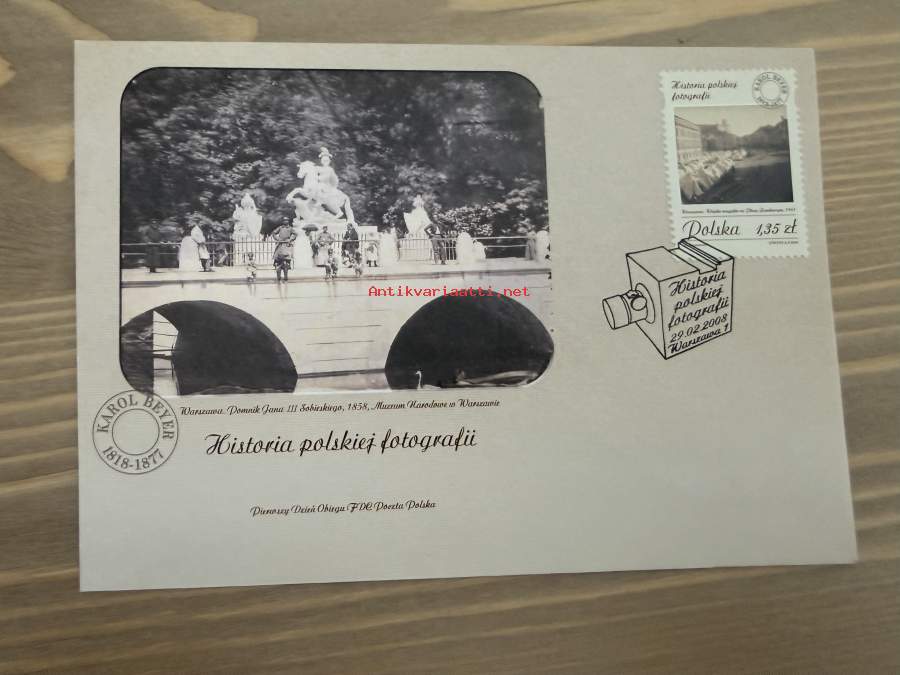 Historia polskiej
fotografii
KAROL BEYER
Polska 1,35 zł
Historia
polskiej
fotografii
29.02.2008
Warszawa 1
Antikvariaatti.net
Warszawa. Pomnik Jana III Sobieskiego, 1858, Muzeum Narodowe w Warszawie
KAROL BEYER
1818-1877
Historia polskiej fotografii
Pierwszy Dzień Obiegu FDC Poczta Polska